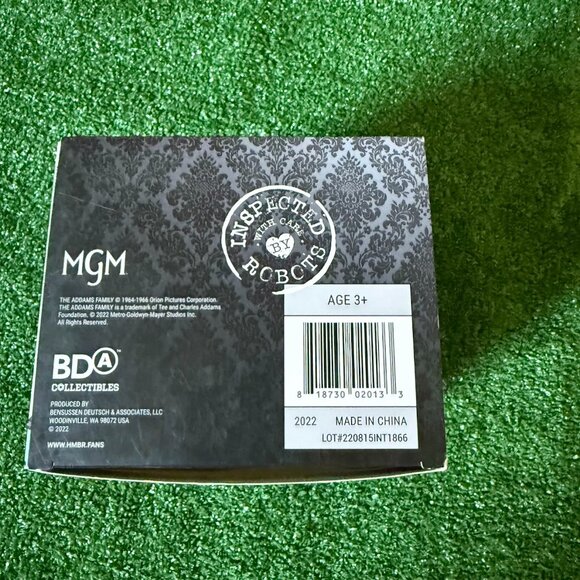 INSPECTED
WITH CARE
BY
ROBOTS
MGM
THE ADDAMS FAMILY © 1964-1966 Orion Pictures Corporation.
THE ADDAMS FAMILY is a trademark of Tee and Charles Addams
Foundation. © 2022 Metro-Goldwyn-Mayer Studios Inc.
All Rights Reserved.
BDA™
COLLECTIBLES
PRODUCED BY
BENSUSSEN DEUTSCH & ASSOCIATES, LLC
WOODINVILLE, WA 98072 USA
© 2022
WWW.HMBR.FANS
AGE 3+
8 18730 02013 3
2022 MADE IN CHINA
LOT#220815INT1866